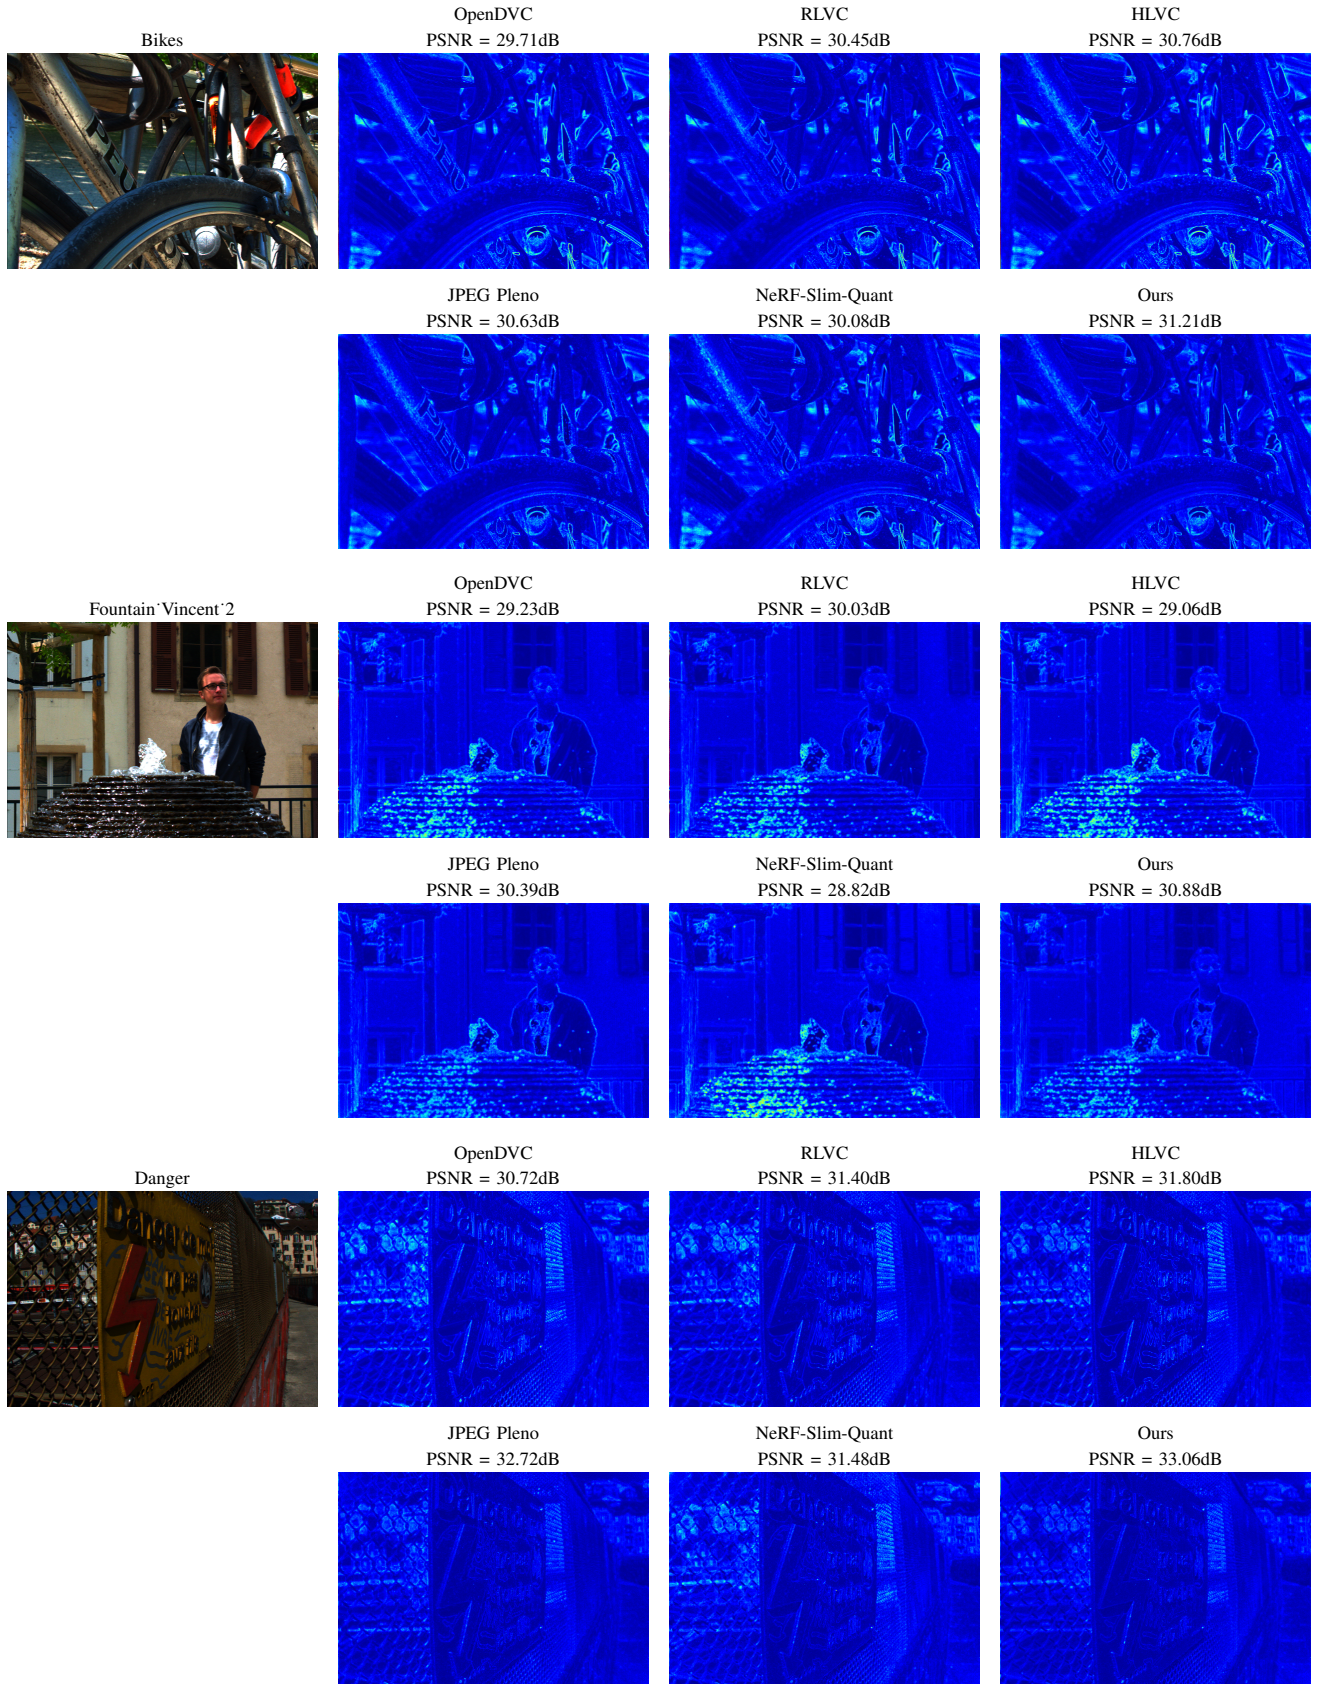 Bikes
OpenDVC
PSNR = 29.71dB
RLVC
PSNR = 30.45dB
HLVC
PSNR = 30.76dB
JPEG Pleno
PSNR = 30.63dB
NeRF-Slim-Quant
PSNR = 30.08dB
Ours
PSNR = 31.21dB
Fountain˙Vincent˙2
OpenDVC
PSNR = 29.23dB
RLVC
PSNR = 30.03dB
HLVC
PSNR = 29.06dB
JPEG Pleno
PSNR = 30.39dB
NeRF-Slim-Quant
PSNR = 28.82dB
Ours
PSNR = 30.88dB
Danger
Danger de
OpenDVC
PSNR = 30.72dB
RLVC
PSNR = 31.40dB
HLVC
PSNR = 31.80dB
JPEG Pleno
PSNR = 32.72dB
NeRF-Slim-Quant
PSNR = 31.48dB
Ours
PSNR = 33.06dB